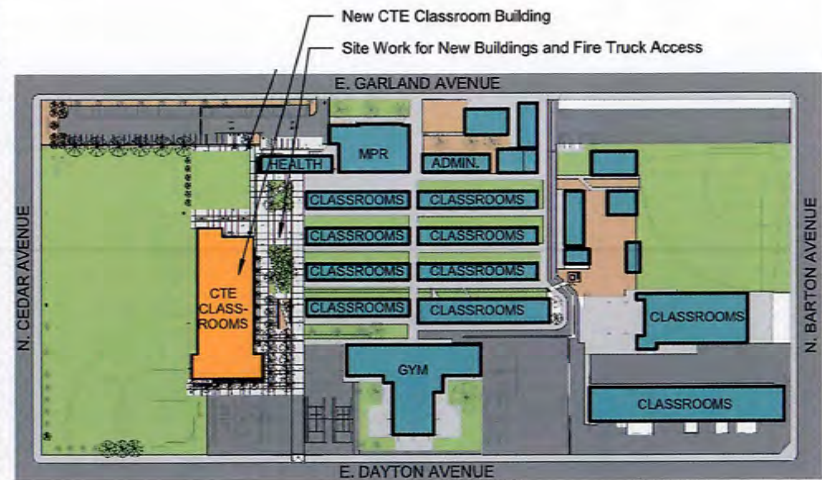 New CTE Classroom Building
Site Work for New Buildings and Fire Truck Access
E. GARLAND AVENUE
N. CEDAR AVENUE
N. BARTON AVENUE
HEALTH
MPR
ADMIN.
CLASSROOMS
CLASSROOMS
CLASSROOMS
CLASSROOMS
CLASSROOMS
CLASSROOMS
CLASSROOMS
CLASSROOMS
CTE
CLASS-
ROOMS
CLASSROOMS
GYM
CLASSROOMS
E. DAYTON AVENUE